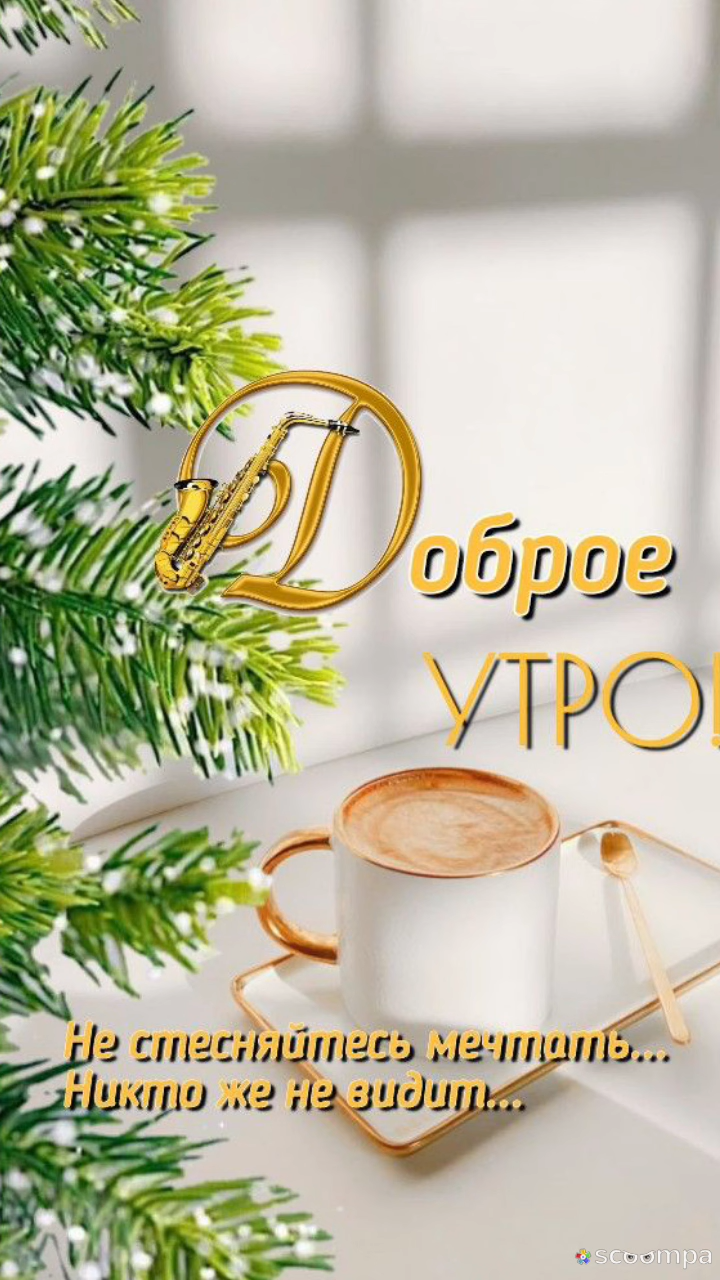 Доброе
УТРО!
Не стесняйтесь мечтать...
Никто же не видит...
scoompa